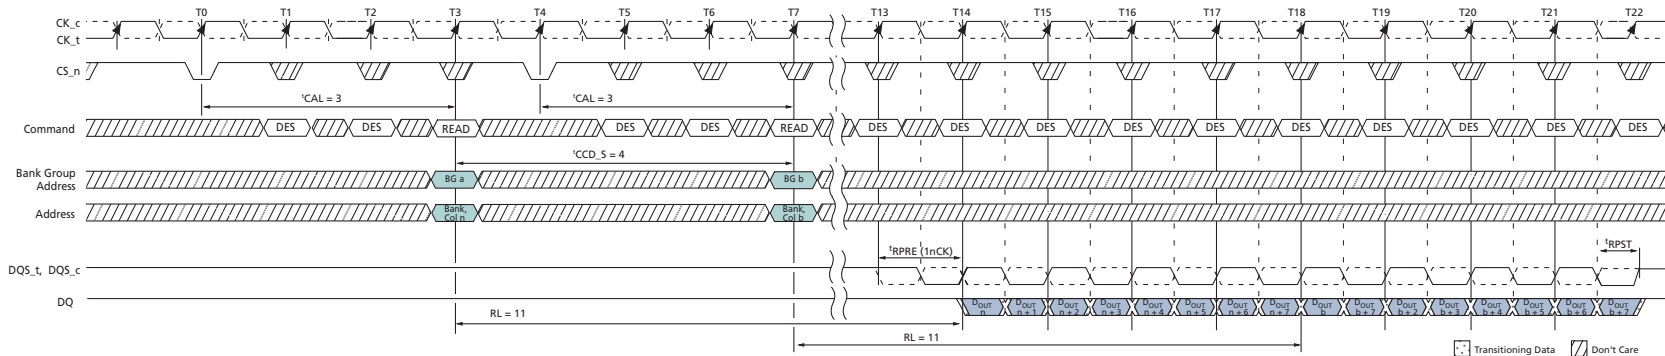 CK_c
CK_t
T0 T1 T2 T3 T4 T5 T6 T7 T13 T14 T15 T16 T17 T18 T19 T20 T21 T22
CS_n
tCAL = 3 tCAL = 3
Command DES DES READ DES DES READ DES DES DES DES DES DES DES DES DES DES
tCCD_S = 4
Bank Group
Address
BG a BG b
Address
Bank, Col n
Bank, Col b
tRPRE (1nCK) tRPST
DQS_t, DQS_c
DQ
DOUT n DOUT n + 1 DOUT n + 2 DOUT n + 3 DOUT n + 4 DOUT n + 5 DOUT n + 6 DOUT n + 7 DOUT b DOUT b + 7 DOUT b + 2 DOUT b + 3 DOUT b + 4 DOUT b + 5 DOUT b + 6 DOUT b + 7
RL = 11
RL = 11
Transitioning Data Don't Care